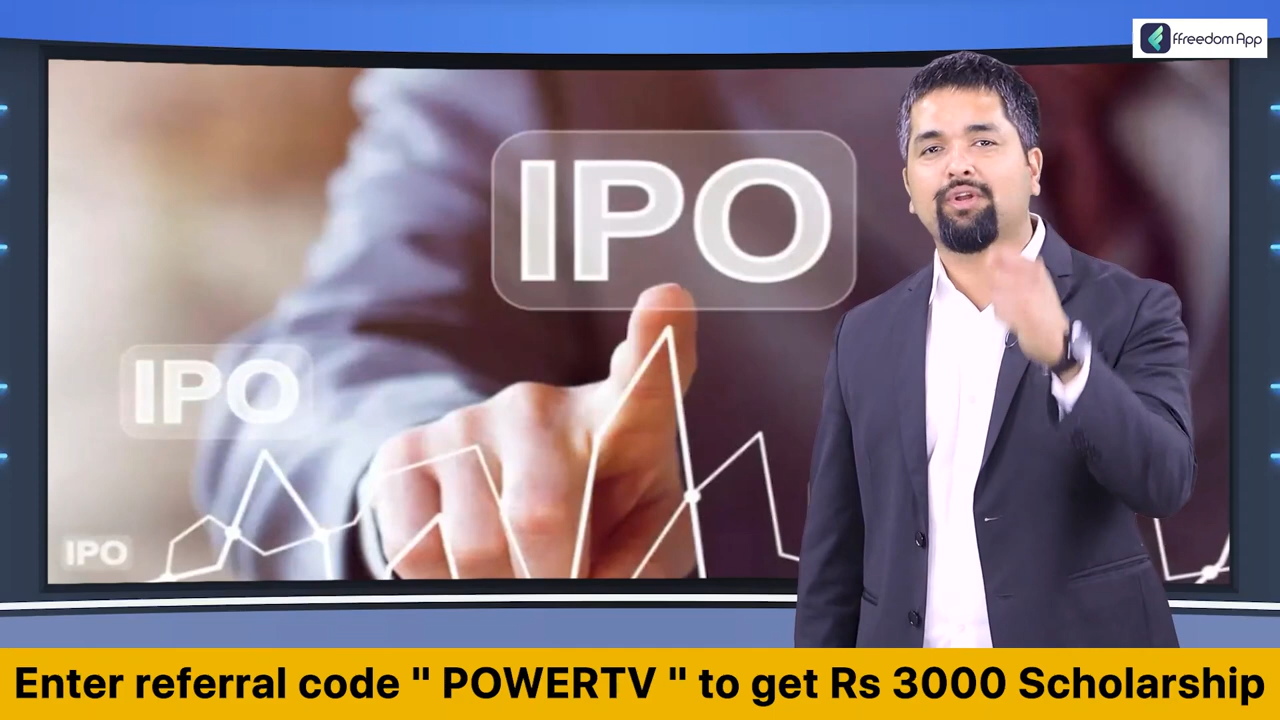 ffreedom App
IPO
IPO
IPO
Enter referral code " POWERTV " to get Rs 3000 Scholarship